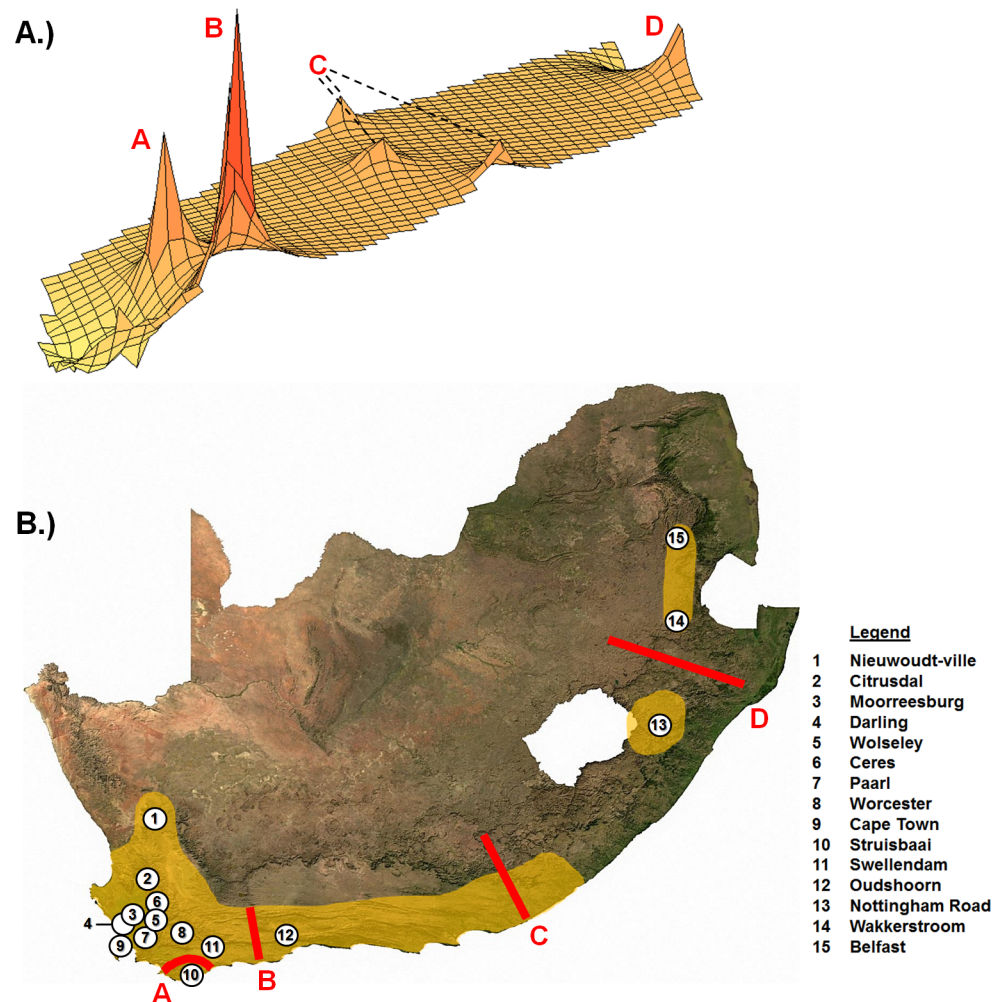 A.)
B
D
C
A
B.)
15
14
13
D
1
2
6
3
5
4
7
8
9
11
12
10
A
B
C
Legend
1 Nieuwoudt-ville
2 Citrusdal
3 Moorreesburg
4 Darling
5 Wolseley
6 Ceres
7 Paarl
8 Worcester
9 Cape Town
10 Struisbaai
11 Swellendam
12 Oudshoorn
13 Nottingham Road
14 Wakkerstroom
15 Belfast